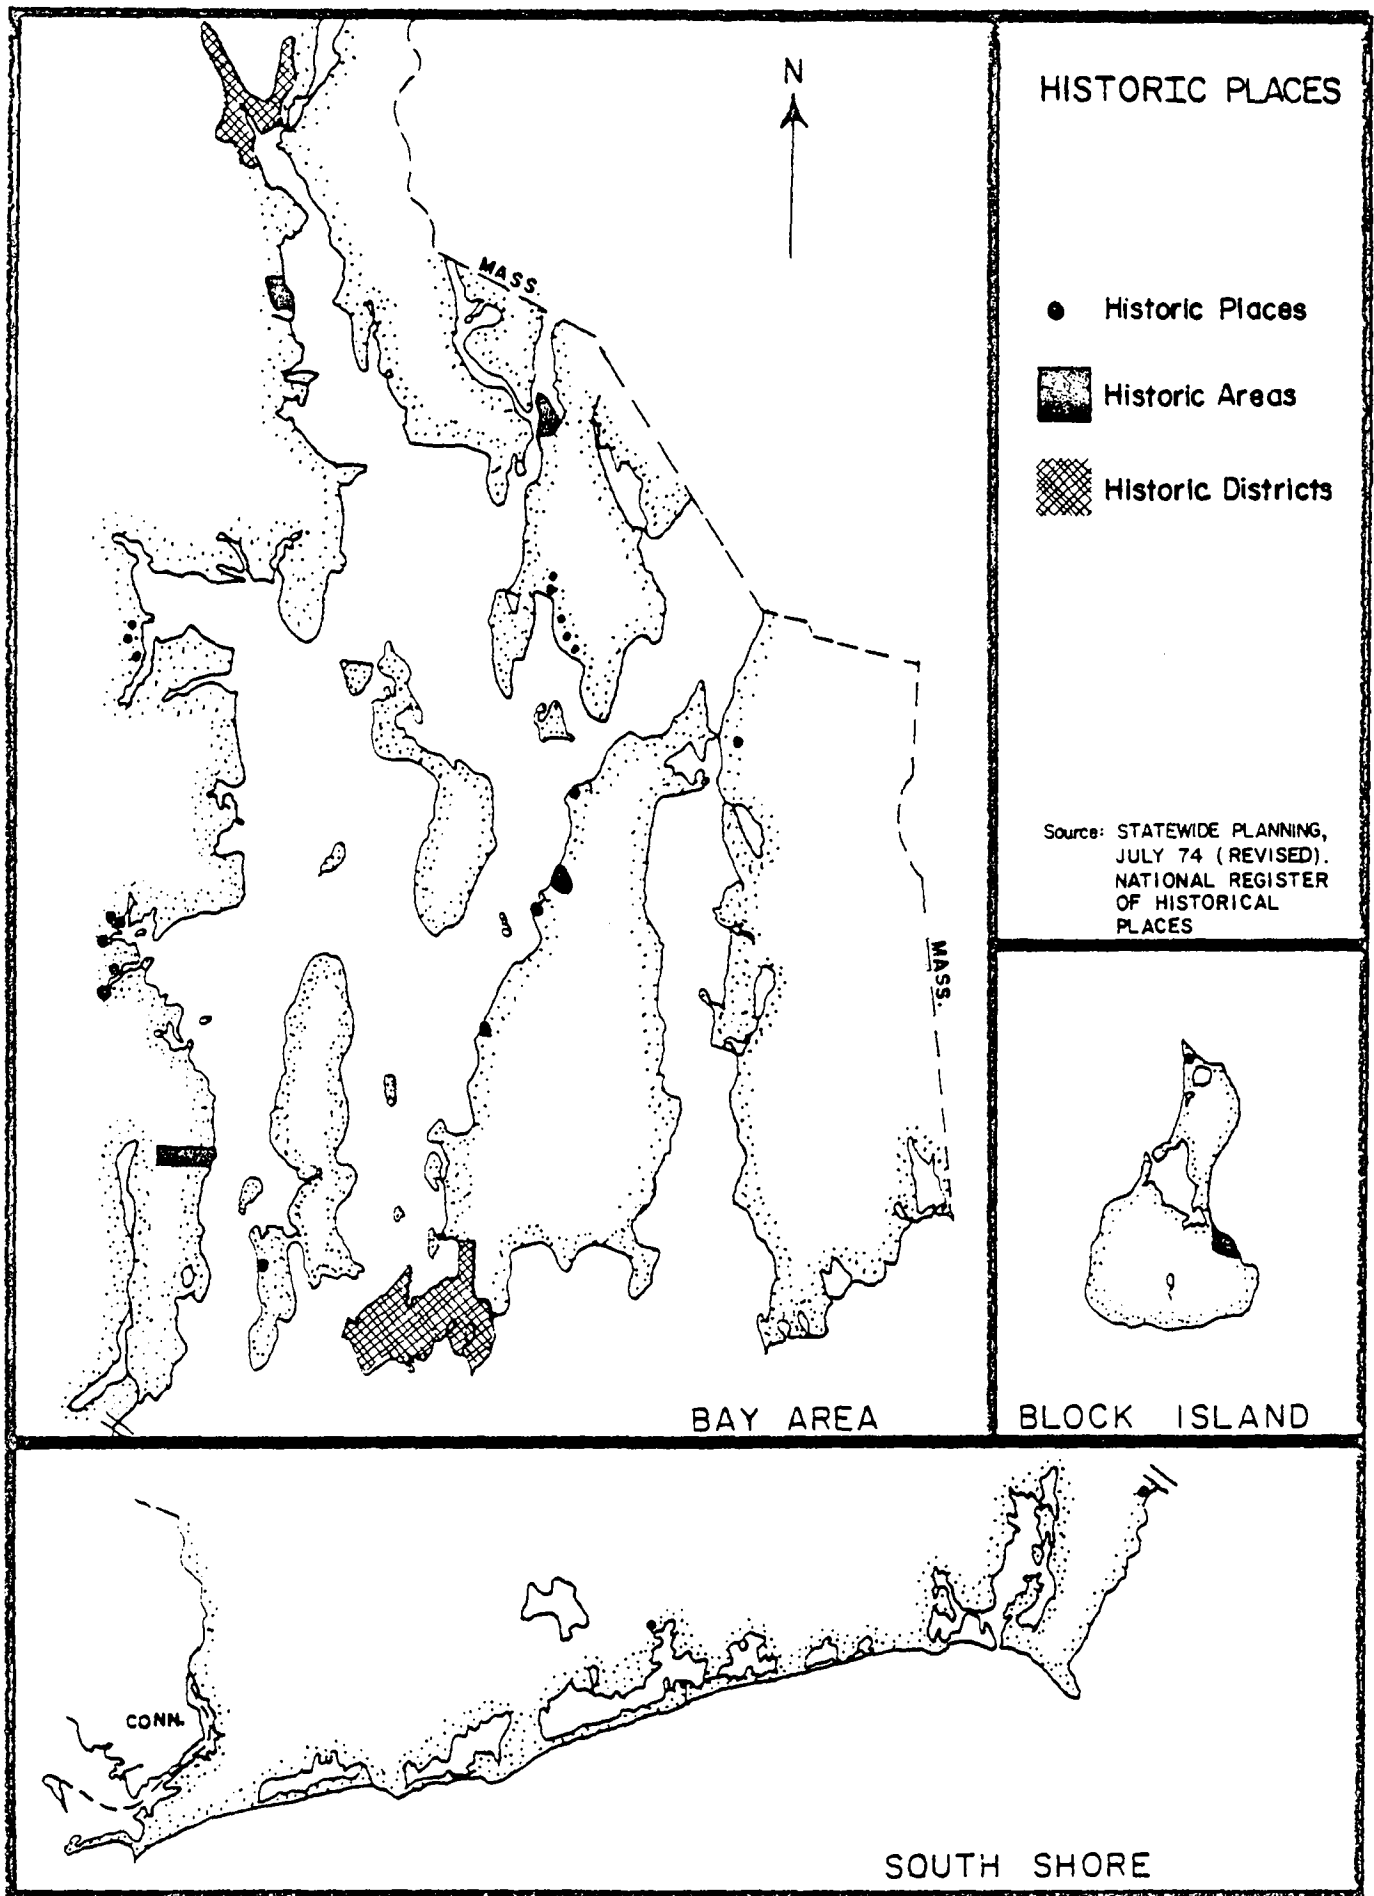 HISTORIC PLACES
N
MASS.
Historic Places
Historic Areas
Historic Districts
Source: STATEWIDE PLANNING,
JULY 74 (REVISED).
NATIONAL REGISTER
OF HISTORICAL
PLACES
MASS.
BAY AREA
BLOCK ISLAND
CONN.
SOUTH SHORE